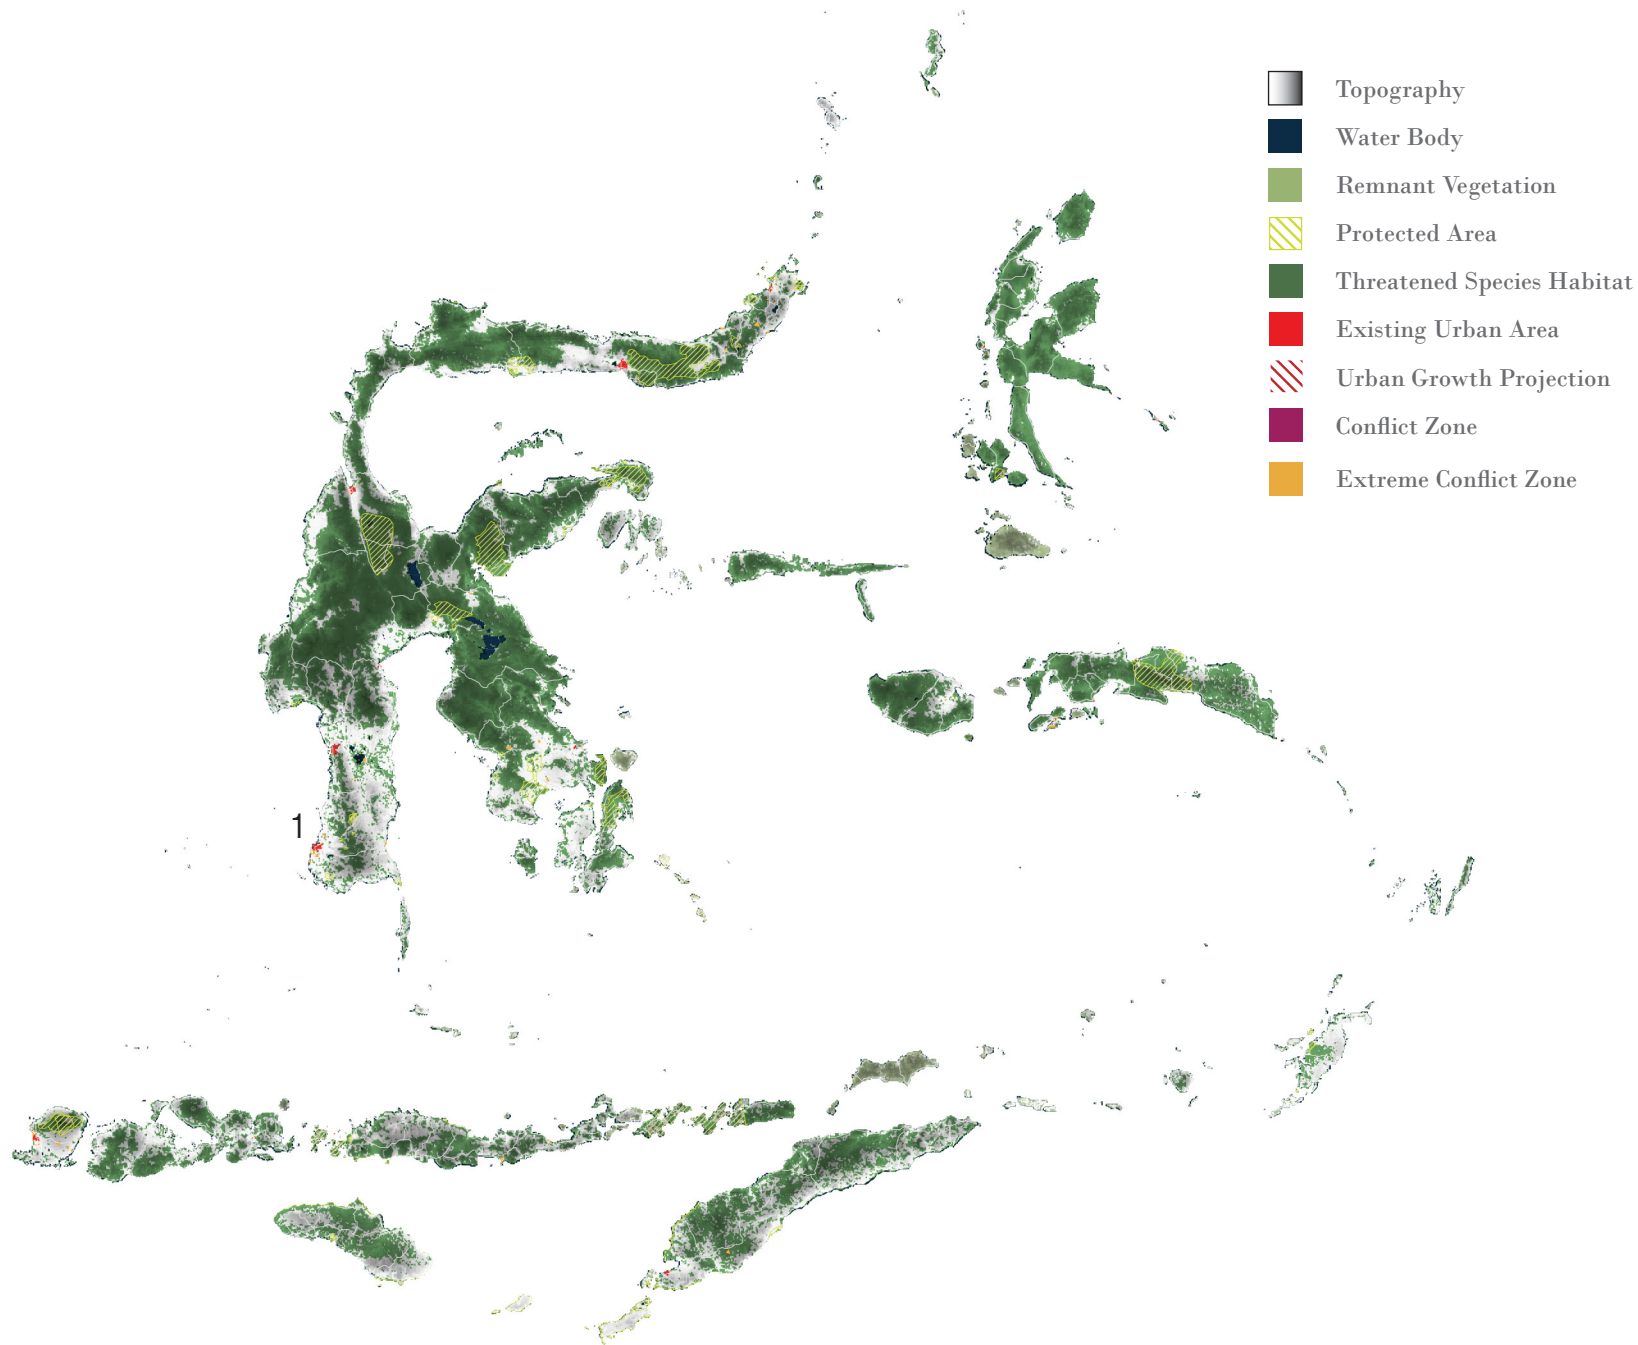 Topography
Water Body
Remnant Vegetation
Protected Area
Threatened Species Habitat
Existing Urban Area
Urban Growth Projection
Conflict Zone
Extreme Conflict Zone
1